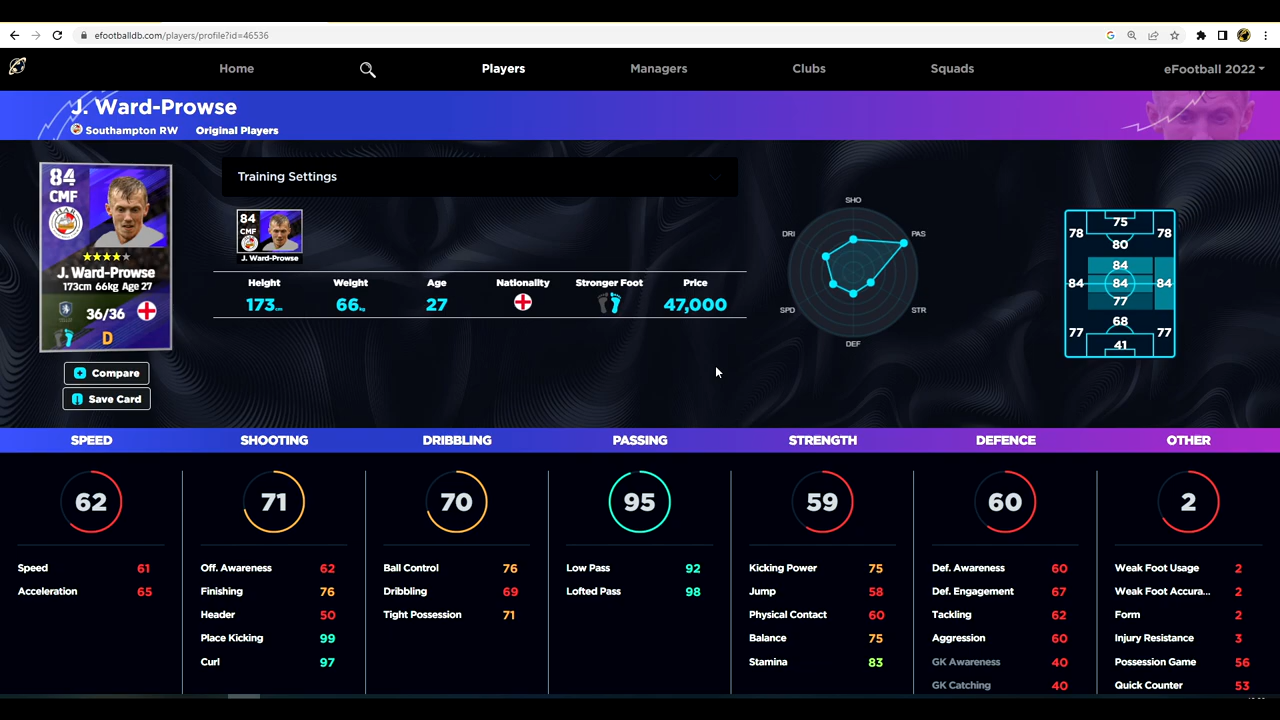 efootballdb.com/players/profile?id=46536
Home Players Managers Clubs Squads eFootball 2022
J. Ward-Prowse
Southampton RW Original Players
84
CMF
J. Ward-Prowse
173cm 66kg Age 27
36/36
D
Compare
Save Card
Training Settings
84
CMF
J. Ward-Prowse
Height Weight Age Nationality Stronger Foot Price
173cm 66kg 27 47,000
SHO
DRI PAS
SPD STR
DEF
75
78 78
80
84
84 84 84
77
68
77 77
41
SPEED SHOOTING DRIBBLING PASSING STRENGTH DEFENCE OTHER
62 71 70 95 59 60 2
Speed 61 Off. Awareness 62 Ball Control 76 Low Pass 92 Kicking Power 75 Def. Awareness 60 Weak Foot Usage 2
Acceleration 65 Finishing 76 Dribbling 69 Lofted Pass 98 Jump 58 Def. Engagement 67 Weak Foot Accura... 2
Header 50 Tight Possession 71 Physical Contact 60 Tackling 62 Form 2
Place Kicking 99 Balance 75 Aggression 60 Injury Resistance 3
Curl 97 Stamina 83 GK Awareness 40 Possession Game 56
GK Catching 40 Quick Counter 53